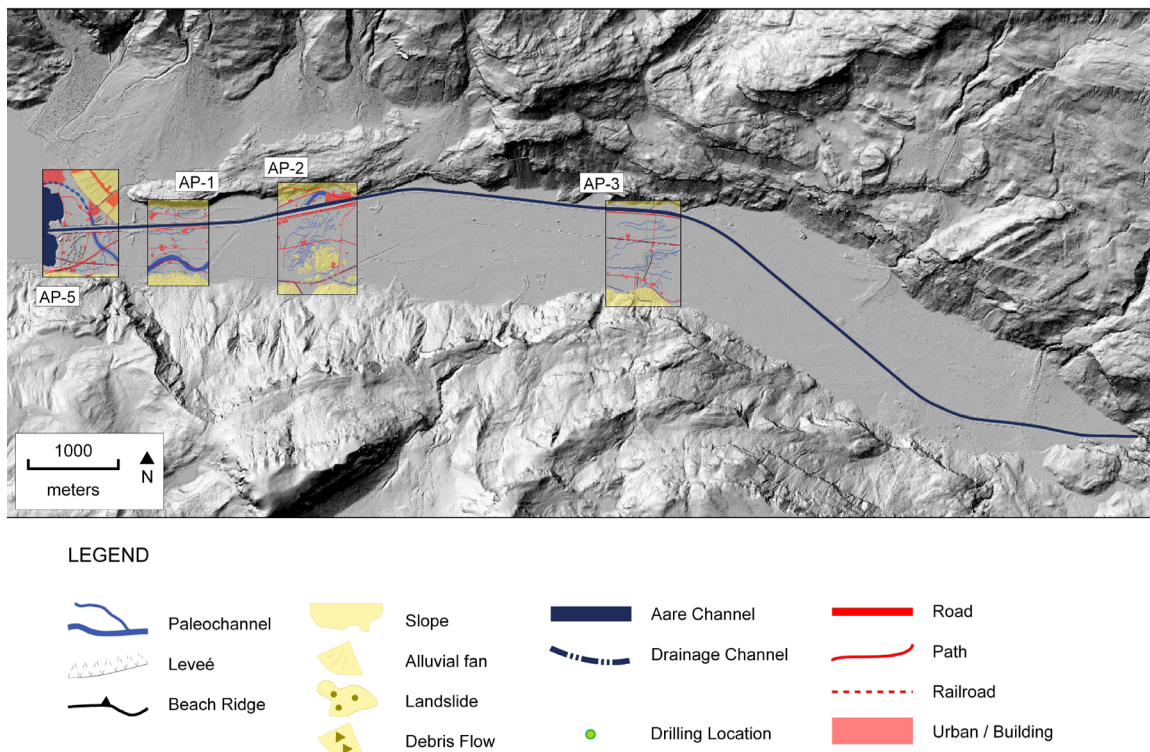 AP-1
AP-2
AP-3
AP-5
1000
meters
N
LEGEND
Paleochannel
Leveé
Beach Ridge
Slope
Alluvial fan
Landslide
Debris Flow
Aare Channel
Drainage Channel
Drilling Location
Road
Path
Railroad
Urban / Building